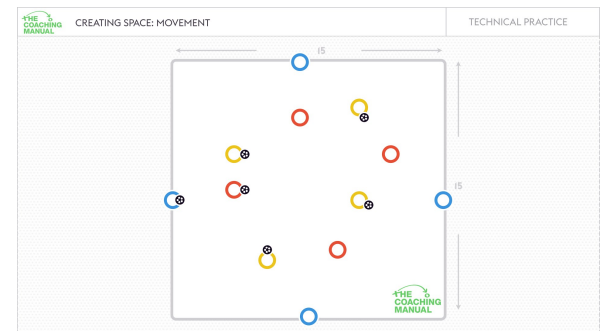 THE
COACHING
MANUAL
CREATING SPACE: MOVEMENT
TECHNICAL PRACTICE
15
15
THE
COACHING
MANUAL